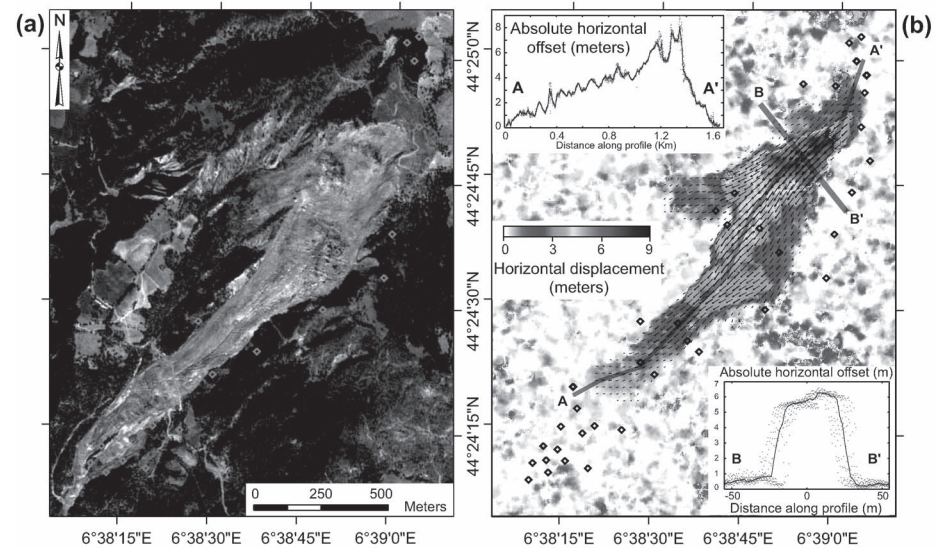 (a)
N
44°25'0"N
44°24'45"N
44°24'30"N
44°24'15"N
0 250 500
Meters
6°38'15"E 6°38'30"E 6°38'45"E 6°39'0"E
(b)
Absolute horizontal
offset (meters)
8
6
4
2
0
A A'
0 0.4 0.8 1.2 1.6
Distance along profile (Km)
A'
B
B'
0 3 6 9
Horizontal displacement
(meters)
A
Absolute horizontal offset (m)
7
6
5
4
3
2
1
0
B B'
-50 0 50
Distance along profile (m)
6°38'15"E 6°38'30"E 6°38'45"E 6°39'0"E